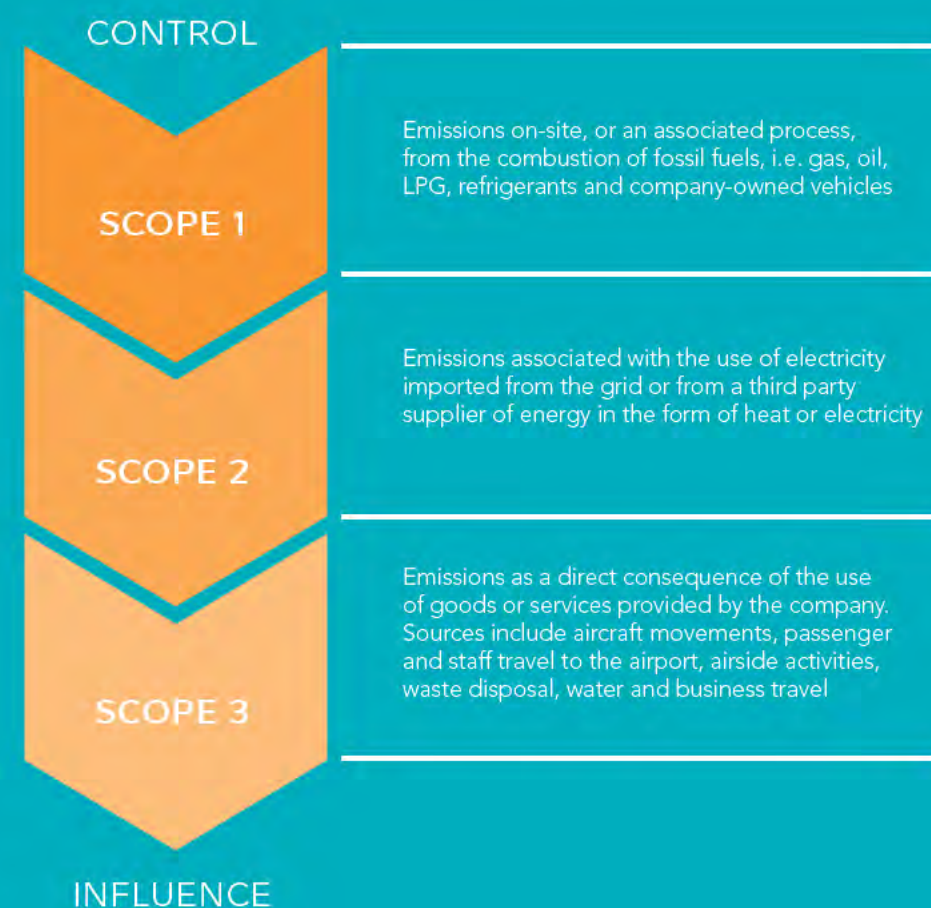 CONTROL
SCOPE 1
Emissions on-site, or an associated process,
from the combustion of fossil fuels, i.e. gas, oil,
LPG, refrigerants and company-owned vehicles
SCOPE 2
Emissions associated with the use of electricity
imported from the grid or from a third party
supplier of energy in the form of heat or electricity
SCOPE 3
Emissions as a direct consequence of the use
of goods or services provided by the company.
Sources include aircraft movements, passenger
and staff travel to the airport, airside activities,
waste disposal, water and business travel
INFLUENCE